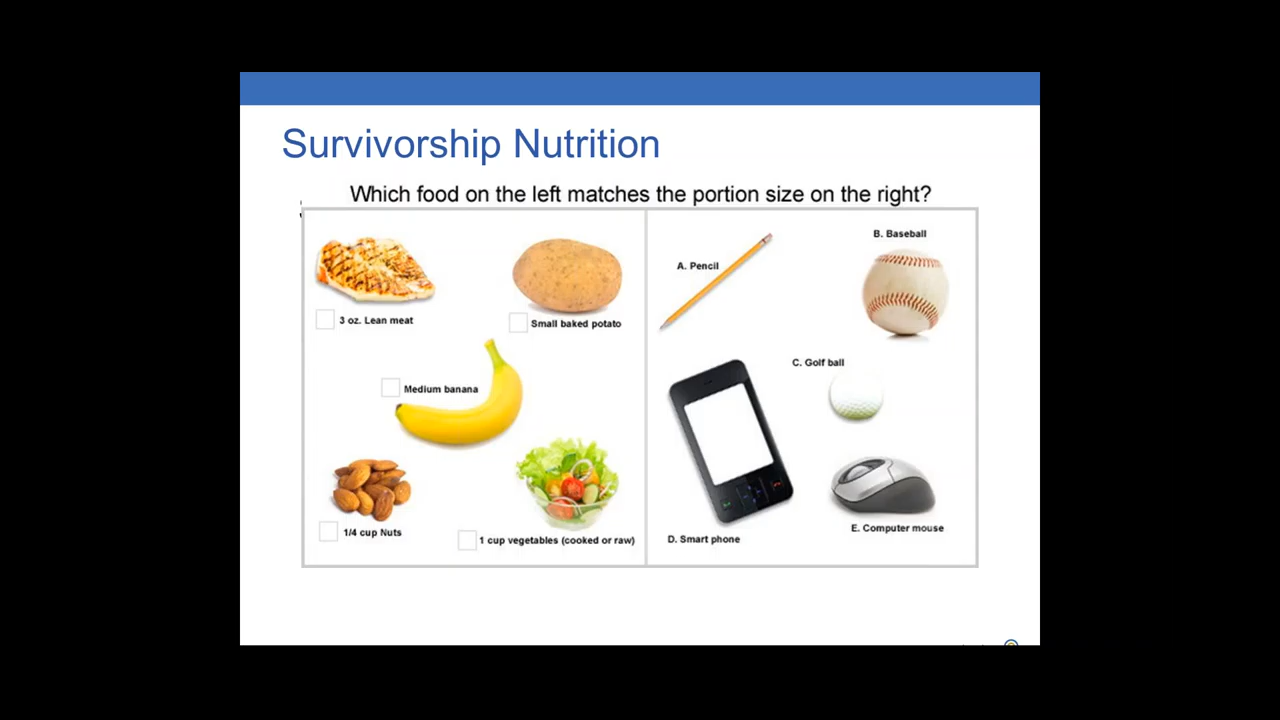 Survivorship Nutrition
Which food on the left matches the portion size on the right?
3 oz. Lean meat
Small baked potato
Medium banana
1/4 cup Nuts
1 cup vegetables (cooked or raw)
A. Pencil
B. Baseball
C. Golf ball
D. Smart phone
E. Computer mouse